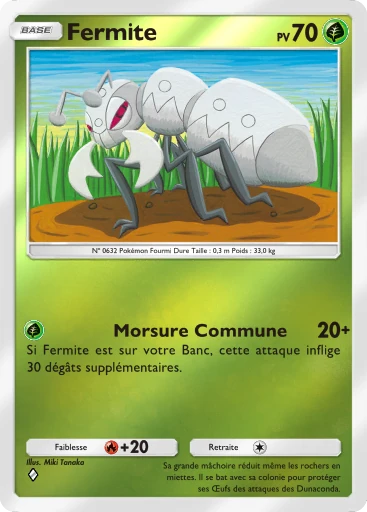 BASE Fermite PV 70
N° 0632 Pokémon Fourmi Dure Taille : 0,3 m Poids : 33,0 kg
Morsure Commune 20+
Si Fermite est sur votre Banc, cette attaque inflige
30 dégâts supplémentaires.
Faiblesse +20 Retraite
Illus. Miki Tanaka
Sa grande mâchoire réduit même les rochers en
miettes. Il se bat avec sa colonie pour protéger
ses Œufs des attaques des Dunaconda.